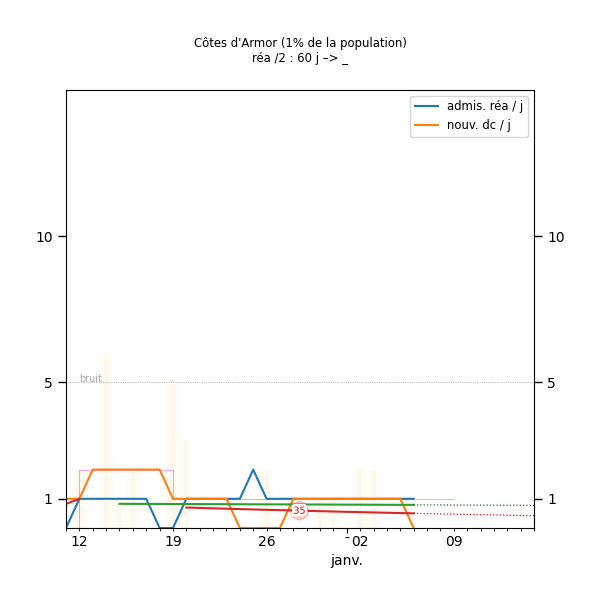 Côtes d'Armor (1% de la population)
réa /2 : 60 j –> _
admis. réa / j
nouv. dc / j
10
10
bruit
5
5
35
1
1
12
19
26
02
09
janv.